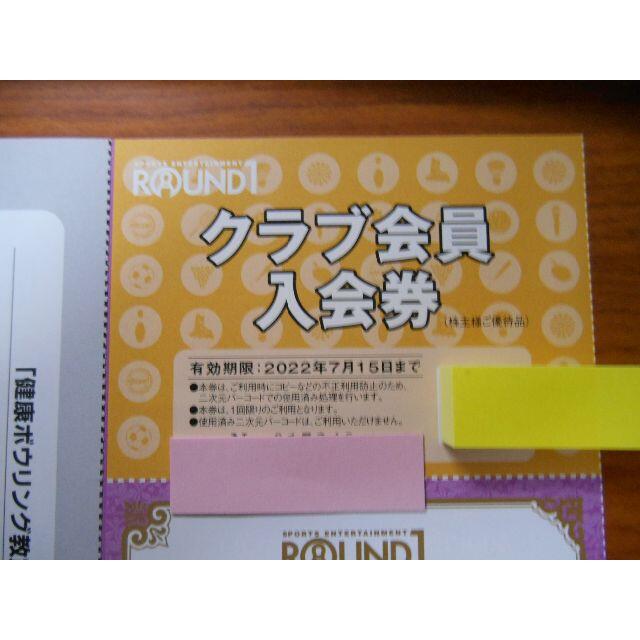 SPORTS ENTERTAINMENT
ROUND1
クラブ会員
入会券
(株主様ご優待品)
有効期限:2022年7月15日まで
●本券は、ご利用時にコピーなどの不正利用防止のため、
二次元バーコードでの使用済み処理を行います。
●本券は、1回限りのご利用となります。
●使用済み二次元バーコードは、ご利用いただけません。
「健康ボウリング教
SPORTS ENTERTAINMENT
ROUND1